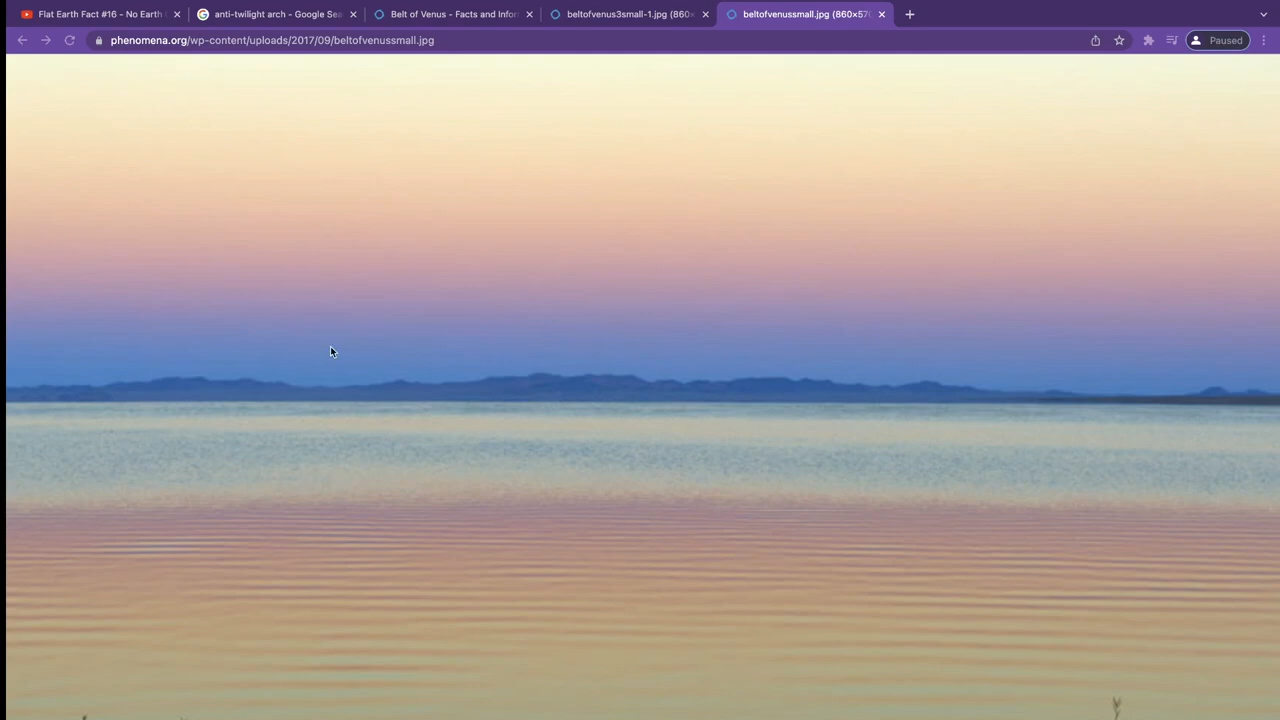 Flat Earth Fact #16 - No Earth
anti-twilight arch - Google Sea
Belt of Venus - Facts and Infor
beltofvenus3small-1.jpg (860×
beltofvenussmall.jpg (860×570
phenomena.org/wp-content/uploads/2017/09/beltofvenussmall.jpg
Paused